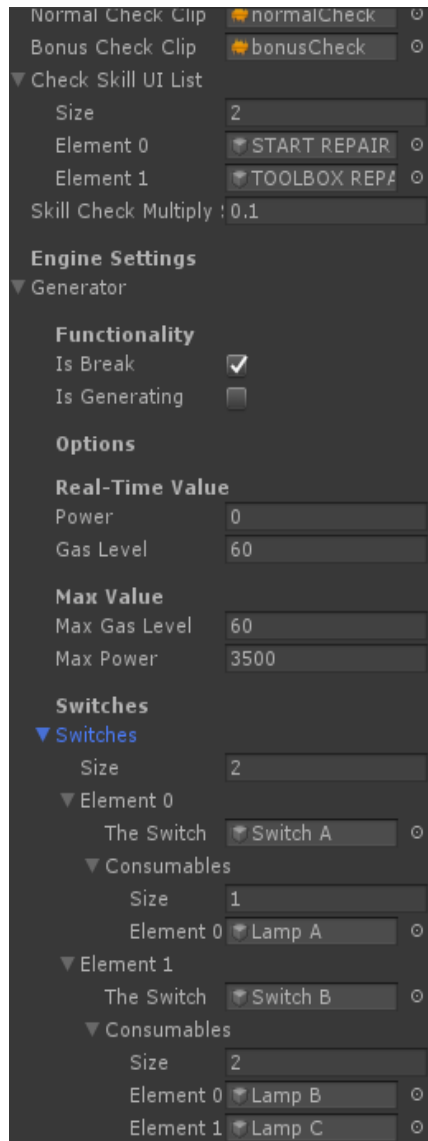 Normal Check Clip normalCheck
Bonus Check Clip bonusCheck
Check Skill UI List
Size 2
Element 0 START REPAIR
Element 1 TOOLBOX REPA
Skill Check Multiply S 0.1
Engine Settings
Generator
Functionality
Is Break
Is Generating
Options
Real-Time Value
Power 0
Gas Level 60
Max Value
Max Gas Level 60
Max Power 3500
Switches
Switches
Size 2
Element 0
The Switch Switch A
Consumables
Size 1
Element 0 Lamp A
Element 1
The Switch Switch B
Consumables
Size 2
Element 0 Lamp B
Element 1 Lamp C